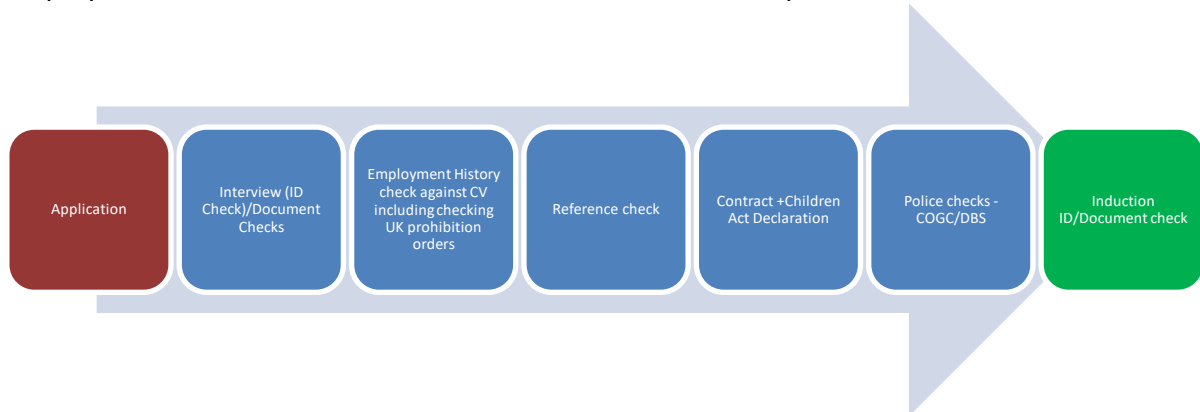 Application
Interview (ID
Check)/Document
Checks
Employment History
check against CV
including checking
UK prohibition
orders
Reference check
Contract +Children
Act Declaration
Police checks -
COGC/DBS
Induction
ID/Document check